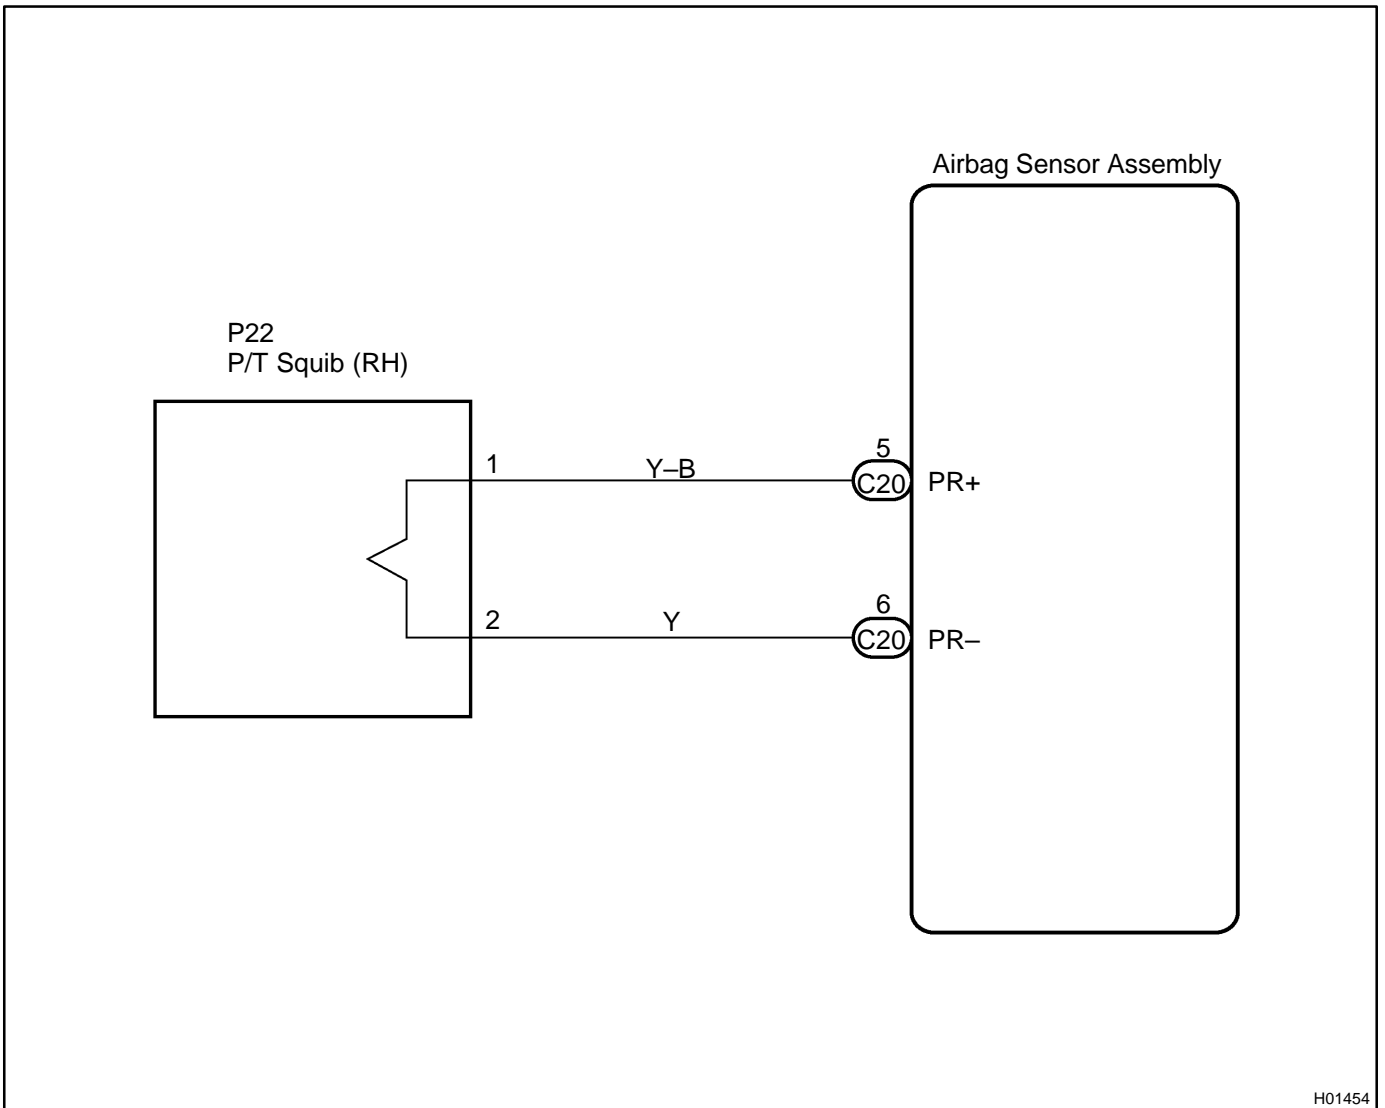 Airbag Sensor Assembly
P22
P/T Squib (RH)
1
Y–B
5
C20
PR+
2
Y
6
C20
PR–
H01454